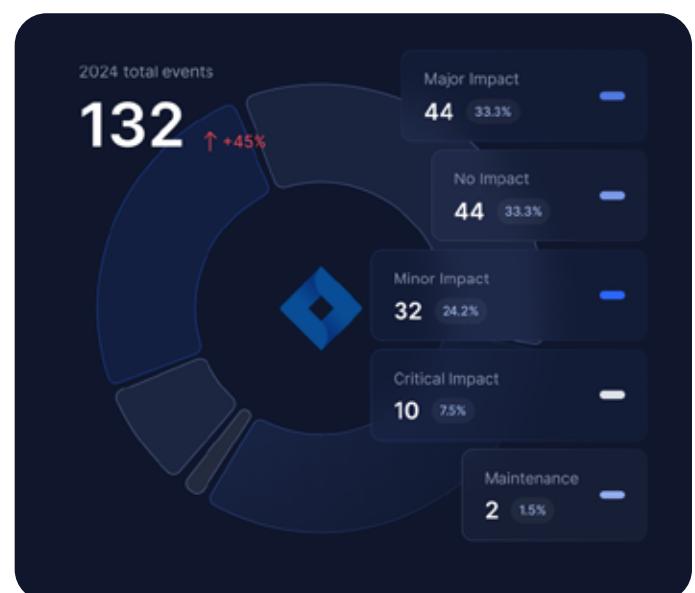 2024 total events
132 ↑ +45%
Major Impact
44 33.3%
No Impact
44 33.3%
Minor Impact
32 24.2%
Critical Impact
10 7.5%
Maintenance
2 1.5%